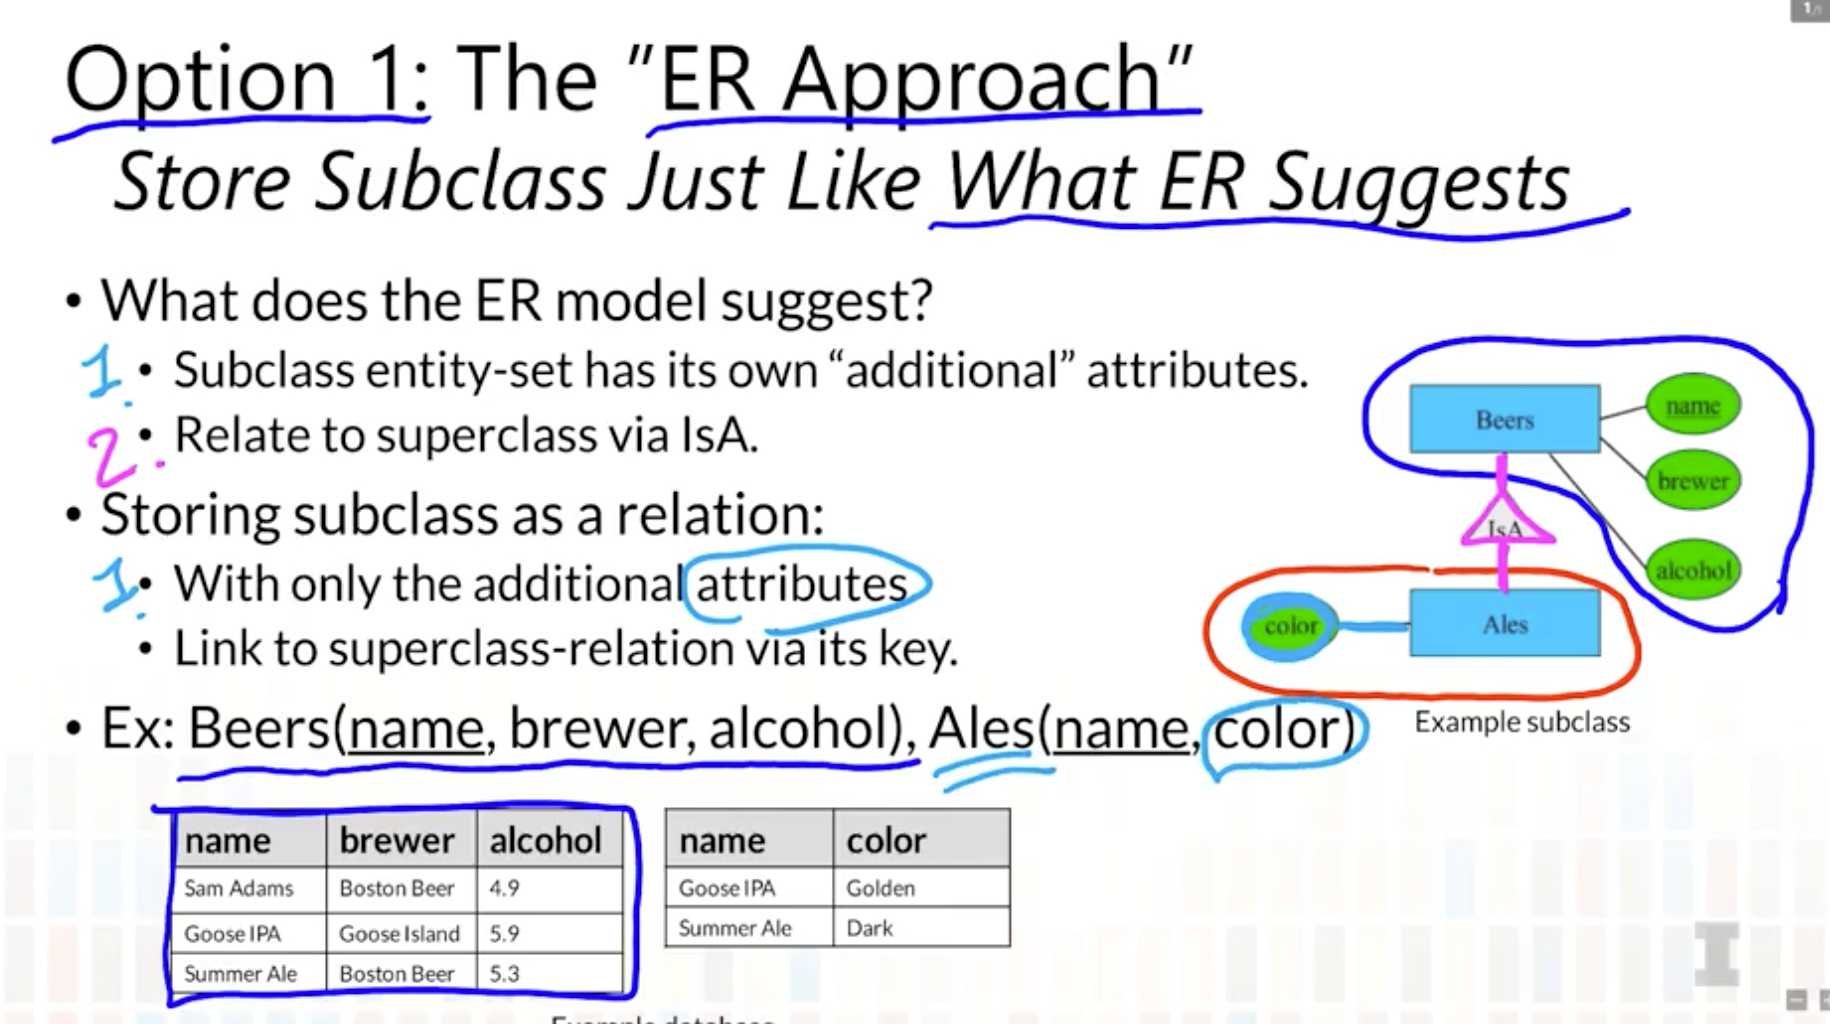 1/1
Option 1: The "ER Approach"
Store Subclass Just Like What ER Suggests
• What does the ER model suggest?
1. • Subclass entity-set has its own “additional” attributes.
2. • Relate to superclass via IsA.
• Storing subclass as a relation:
1. • With only the additional attributes
• Link to superclass-relation via its key.
• Ex: Beers(name, brewer, alcohol), Ales(name, color)
Beers
name
brewer
IsA
alcohol
color
Ales
Example subclass
name brewer alcohol
Sam Adams Boston Beer 4.9
Goose IPA Goose Island 5.9
Summer Ale Boston Beer 5.3
name color
Goose IPA Golden
Summer Ale Dark
I
Example database